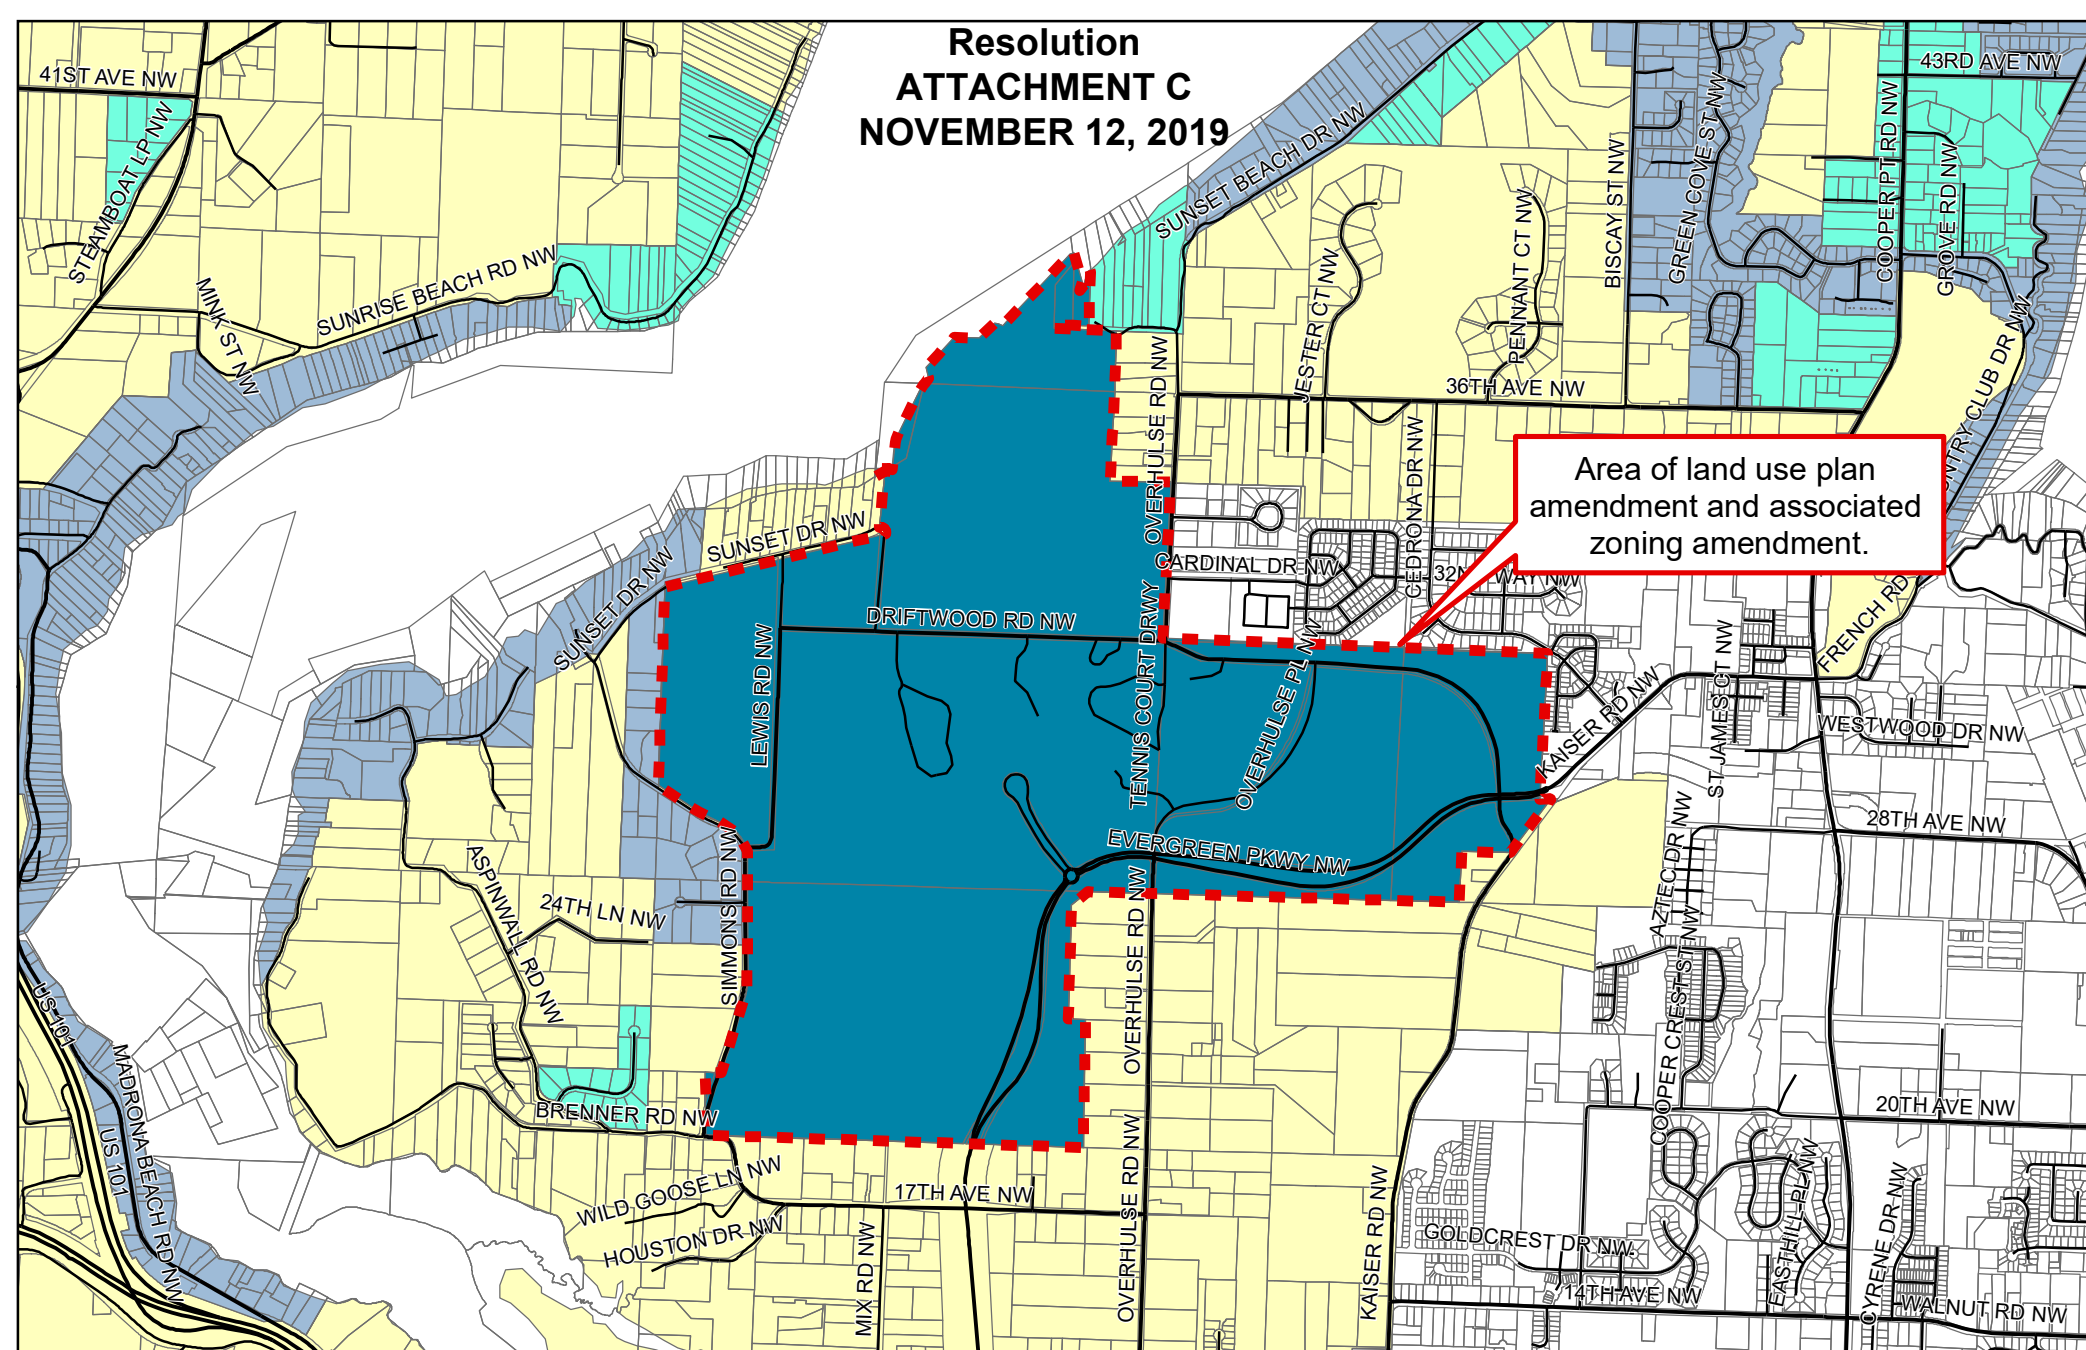 Resolution
ATTACHMENT C
NOVEMBER 12, 2019
41ST AVE NW
43RD AVE NW
STEAMBOAT LP NW
SUNSET BEACH DR NW
BISCAY ST NW
GREEN COVE ST NW
COOPER PT RD NW
GROVE RD NW
MINK ST NW
SUNRISE BEACH RD NW
JESTER CT NW
PENNANT CT NW
OVERHULSE RD NW
36TH AVE NW
NTRY CLUB DR NW
CEDRONA DR NW
Area of land use plan
amendment and associated
zoning amendment.
SUNSET DR NW
SUNSET DR NW
CARDINAL DR NW
WAY NW
DRIFTWOOD RD NW
FRENCH RD
LEWIS RD NW
TENNIS COURT DRWY
OVERHULSE PL NW
KAISER RD NW
ST JAMES CT NW
WESTWOOD DR NW
EVERGREEN PKWY NW
28TH AVE NW
ASPINWALL RD NW
24TH LN NW
SIMMONS RD NW
OVERHULSE RD NW
AZTEC DR NW
COOPER CREST ST NW
US 101
MADRONA BEACH RD NW
US 101
BRENNER RD NW
20TH AVE NW
WILD GOOSE LN NW
17TH AVE NW
HOUSTON DR NW
MIX RD NW
OVERHULSE RD NW
KAISER RD NW
GOLDCREST DR NW
EASTHILL PL NW
CYRENE DR NW
14TH AVE NW
WALNUT RD NW